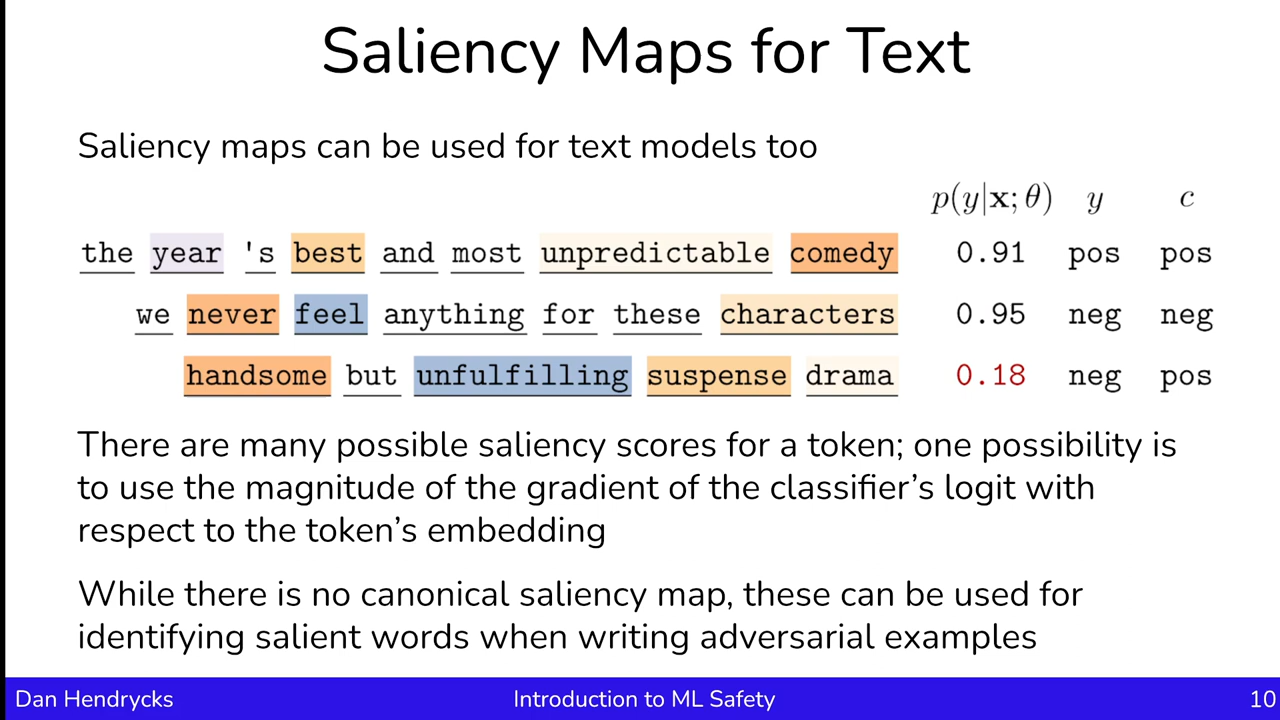 Saliency Maps for Text
Saliency maps can be used for text models too
p(y|x; θ) y c
the year 's best and most unpredictable comedy 0.91 pos pos
we never feel anything for these characters 0.95 neg neg
handsome but unfulfilling suspense drama 0.18 neg pos
There are many possible saliency scores for a token; one possibility is
to use the magnitude of the gradient of the classifier's logit with
respect to the token's embedding
While there is no canonical saliency map, these can be used for
identifying salient words when writing adversarial examples
Dan Hendrycks Introduction to ML Safety 10